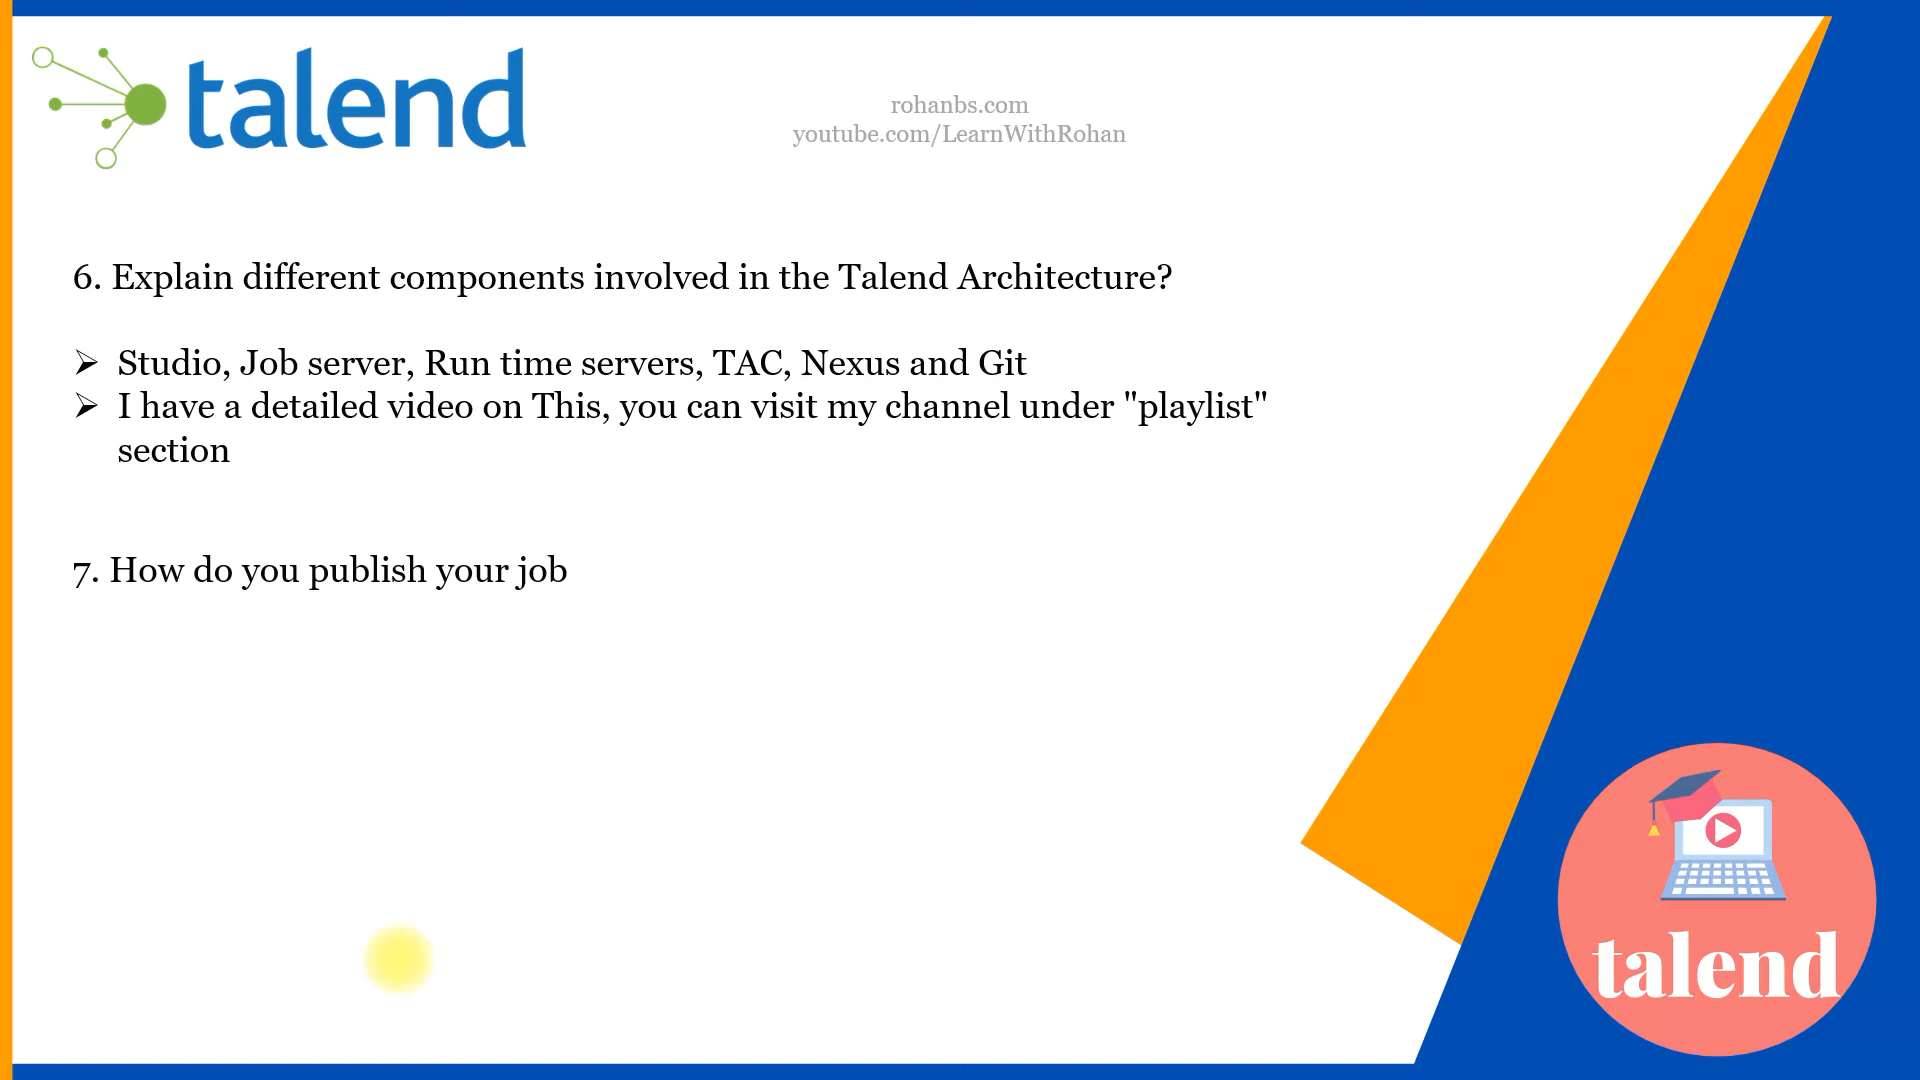 talend
rohanbs.com
youtube.com/LearnWithRohan
6. Explain different components involved in the Talend Architecture?
➢ Studio, Job server, Run time servers, TAC, Nexus and Git
➢ I have a detailed video on This, you can visit my channel under "playlist"
section
7. How do you publish your job
talend